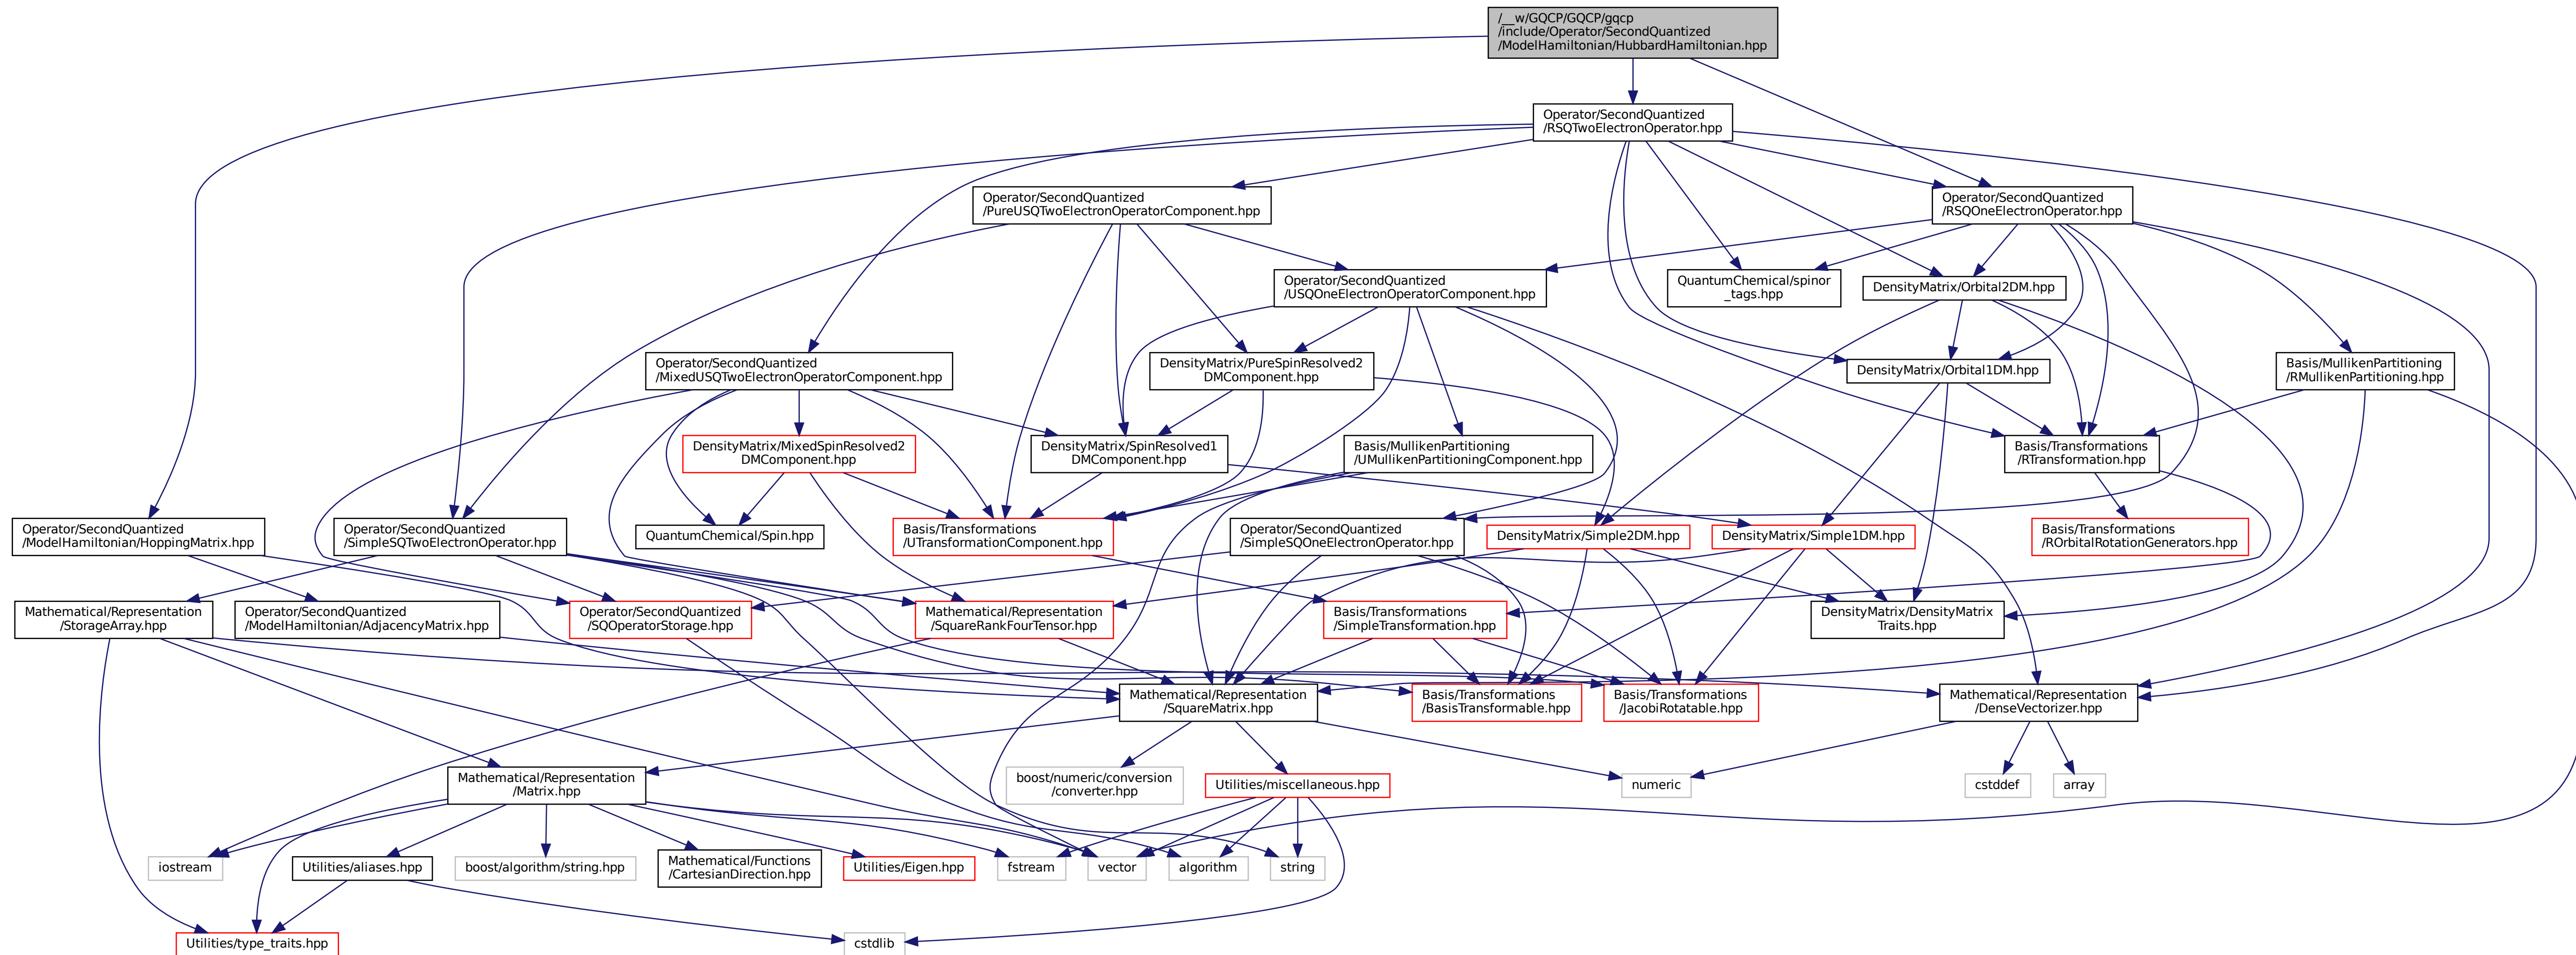 /__w/GQCP/GQCP/gqcp
/include/Operator/SecondQuantized
/ModelHamiltonian/HubbardHamiltonian.hpp
Operator/SecondQuantized
/RSQTwoElectronOperator.hpp
Operator/SecondQuantized
/PureUSQTwoElectronOperatorComponent.hpp
Operator/SecondQuantized
/RSQOneElectronOperator.hpp
Operator/SecondQuantized
/USQOneElectronOperatorComponent.hpp
QuantumChemical/spinor
_tags.hpp
DensityMatrix/Orbital2DM.hpp
Operator/SecondQuantized
/MixedUSQTwoElectronOperatorComponent.hpp
DensityMatrix/PureSpinResolved2
DMComponent.hpp
DensityMatrix/Orbital1DM.hpp
Basis/MullikenPartitioning
/RMullikenPartitioning.hpp
DensityMatrix/MixedSpinResolved2
DMComponent.hpp
DensityMatrix/SpinResolved1
DMComponent.hpp
Basis/MullikenPartitioning
/UMullikenPartitioningComponent.hpp
Basis/Transformations
/RTransformation.hpp
Operator/SecondQuantized
/ModelHamiltonian/HoppingMatrix.hpp
Operator/SecondQuantized
/SimpleSQTwoElectronOperator.hpp
QuantumChemical/Spin.hpp
Basis/Transformations
/UTransformationComponent.hpp
Operator/SecondQuantized
/SimpleSQOneElectronOperator.hpp
DensityMatrix/Simple2DM.hpp
DensityMatrix/Simple1DM.hpp
Basis/Transformations
/ROrbitalRotationGenerators.hpp
Mathematical/Representation
/StorageArray.hpp
Operator/SecondQuantized
/ModelHamiltonian/AdjacencyMatrix.hpp
Operator/SecondQuantized
/SQOperatorStorage.hpp
Mathematical/Representation
/SquareRankFourTensor.hpp
Basis/Transformations
/SimpleTransformation.hpp
DensityMatrix/DensityMatrix
Traits.hpp
Mathematical/Representation
/SquareMatrix.hpp
Basis/Transformations
/BasisTransformable.hpp
Basis/Transformations
/JacobiRotatable.hpp
Mathematical/Representation
/DenseVectorizer.hpp
Mathematical/Representation
/Matrix.hpp
boost/numeric/conversion
/converter.hpp
Utilities/miscellaneous.hpp
numeric
cstddef
array
iostream
Utilities/aliases.hpp
boost/algorithm/string.hpp
Mathematical/Functions
/CartesianDirection.hpp
Utilities/Eigen.hpp
fstream
vector
algorithm
string
Utilities/type_traits.hpp
cstdlib